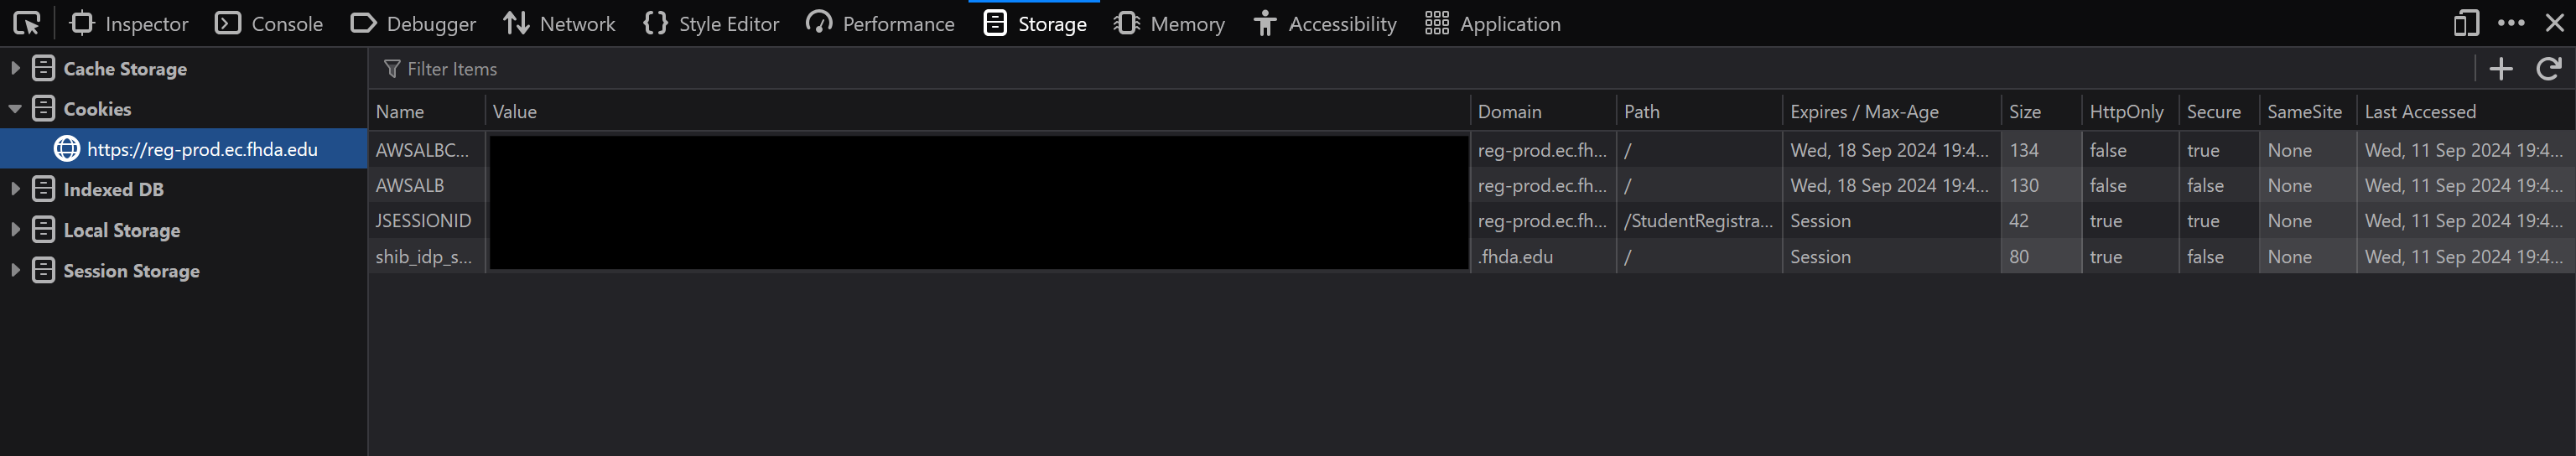 Inspector Console Debugger Network Style Editor Performance Storage Memory Accessibility Application
Cache Storage
Cookies
https://reg-prod.ec.fhda.edu
Indexed DB
Local Storage
Session Storage
Filter Items
Name Value Domain Path Expires / Max-Age Size HttpOnly Secure SameSite Last Accessed
AWSALBC... reg-prod.ec.fh... / Wed, 18 Sep 2024 19:4... 134 false true None Wed, 11 Sep 2024 19:4...
AWSALB reg-prod.ec.fh... / Wed, 18 Sep 2024 19:4... 130 false false None Wed, 11 Sep 2024 19:4...
JSESSIONID reg-prod.ec.fh... /StudentRegistra... Session 42 true true None Wed, 11 Sep 2024 19:4...
shib_idp_s... .fhda.edu / Session 80 true false None Wed, 11 Sep 2024 19:4...